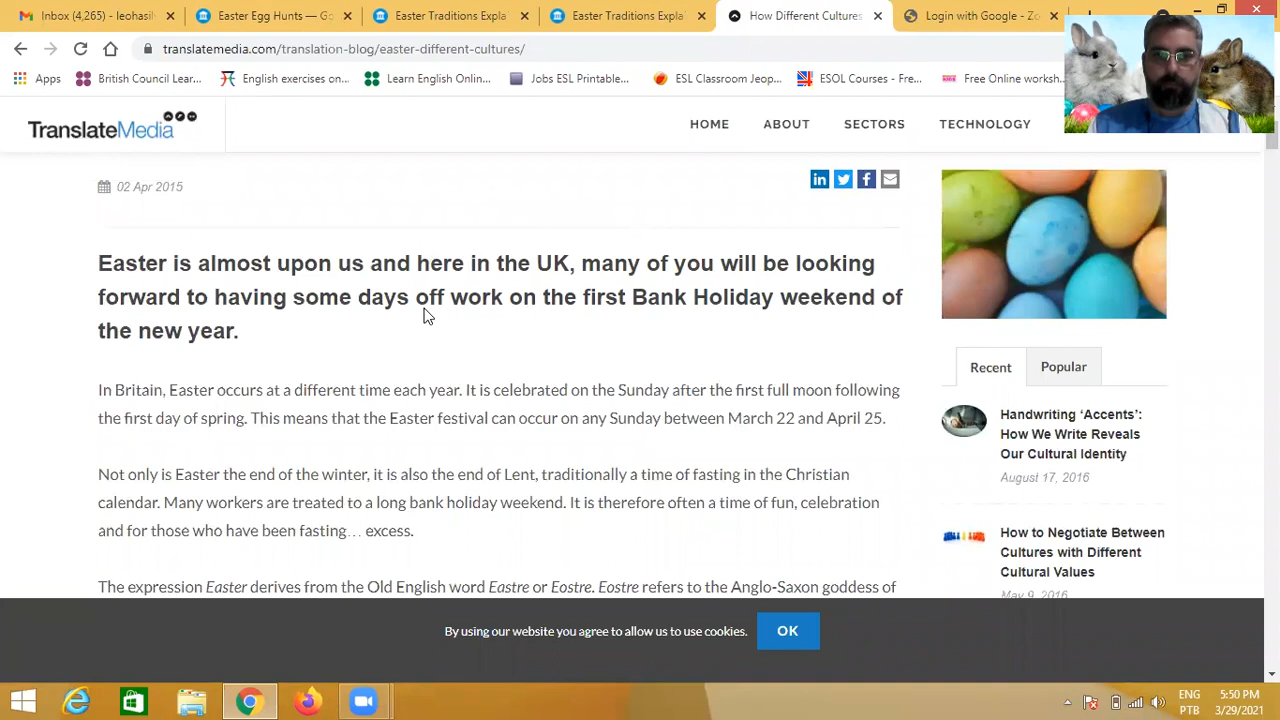 Inbox (4,265) - leohasil
Easter Egg Hunts — Go
Easter Traditions Expla
Easter Traditions Expla
How Different Cultures
Login with Google - Zo
translatemedia.com/translation-blog/easter-different-cultures/
Apps
British Council Lear...
English exercises on...
Learn English Onlin...
Jobs ESL Printable...
ESL Classroom Jeop...
ESOL Courses - Fre...
Free Online worksh...
TranslateMedia
HOME
ABOUT
SECTORS
TECHNOLOGY
02 Apr 2015
Easter is almost upon us and here in the UK, many of you will be looking
forward to having some days off work on the first Bank Holiday weekend of
the new year.
In Britain, Easter occurs at a different time each year. It is celebrated on the Sunday after the first full moon following
the first day of spring. This means that the Easter festival can occur on any Sunday between March 22 and April 25.
Not only is Easter the end of the winter, it is also the end of Lent, traditionally a time of fasting in the Christian
calendar. Many workers are treated to a long bank holiday weekend. It is therefore often a time of fun, celebration
and for those who have been fasting… excess.
The expression Easter derives from the Old English word Eastre or Eostre. Eostre refers to the Anglo-Saxon goddess of
Recent
Popular
Handwriting ‘Accents’:
How We Write Reveals
Our Cultural Identity
August 17, 2016
How to Negotiate Between
Cultures with Different
Cultural Values
May 9, 2016
By using our website you agree to allow us to use cookies.
OK
ENG
PTB
5:50 PM
3/29/2021